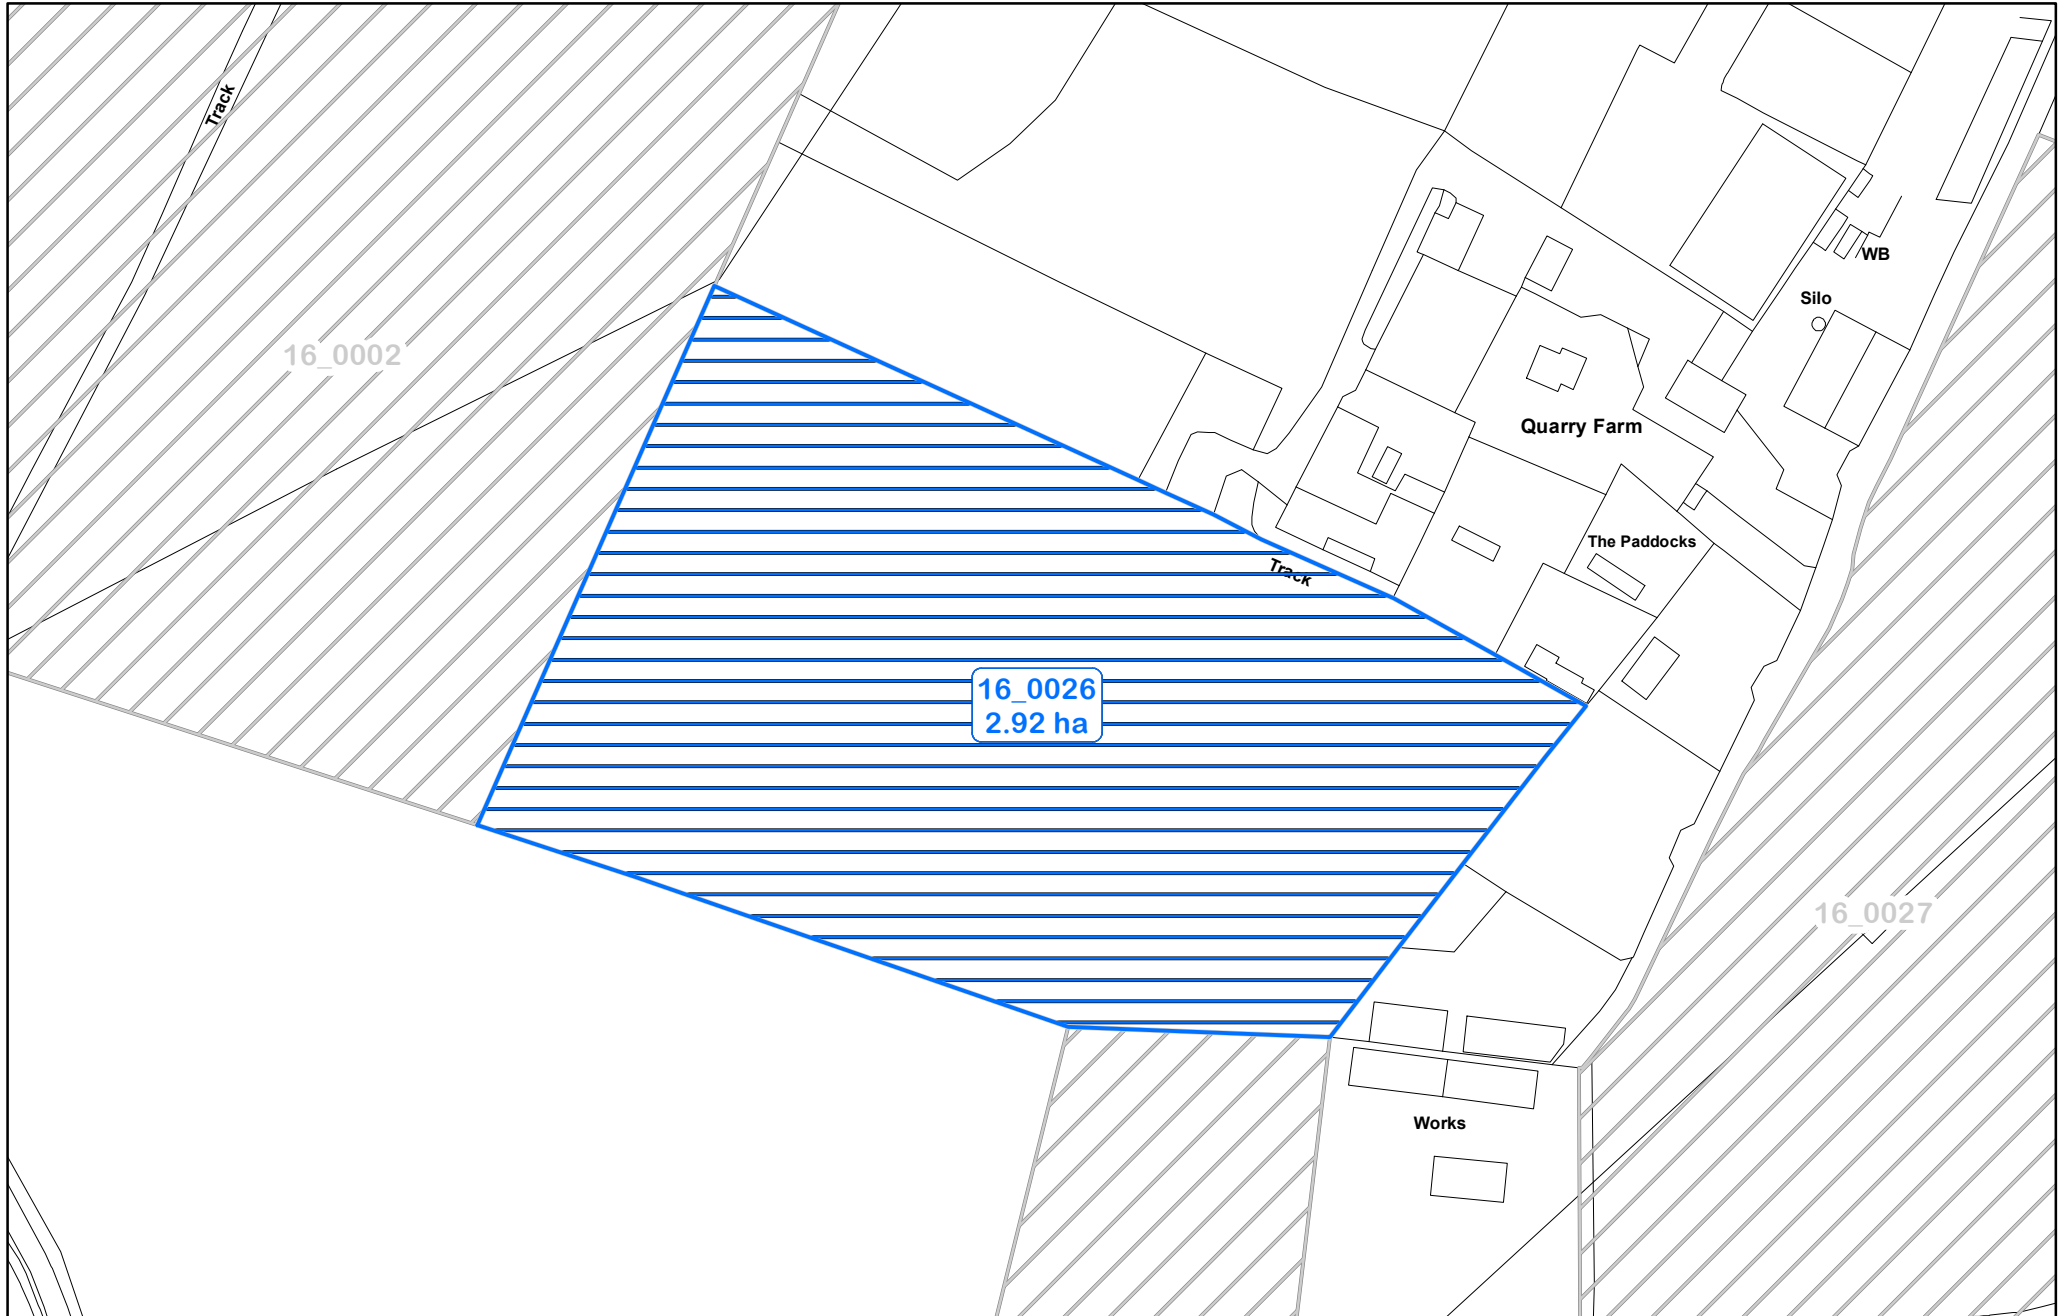 Track
WB
Silo
16_0002
Quarry Farm
The Paddocks
Track
16_0026
2.92 ha
16_0027
Works